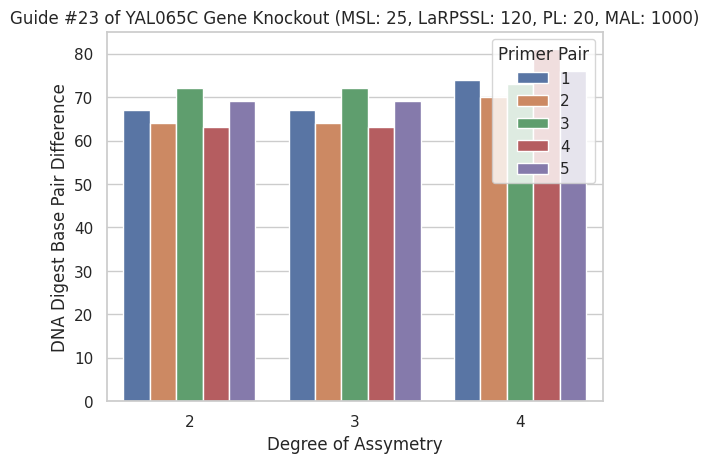 Guide #23 of YAL065C Gene Knockout (MSL: 25, LaRPSSL: 120, PL: 20, MAL: 1000)
DNA Digest Base Pair Difference
80
70
60
50
40
30
20
10
0
Primer Pair
1
2
3
4
5
2 3 4
Degree of Assymetry